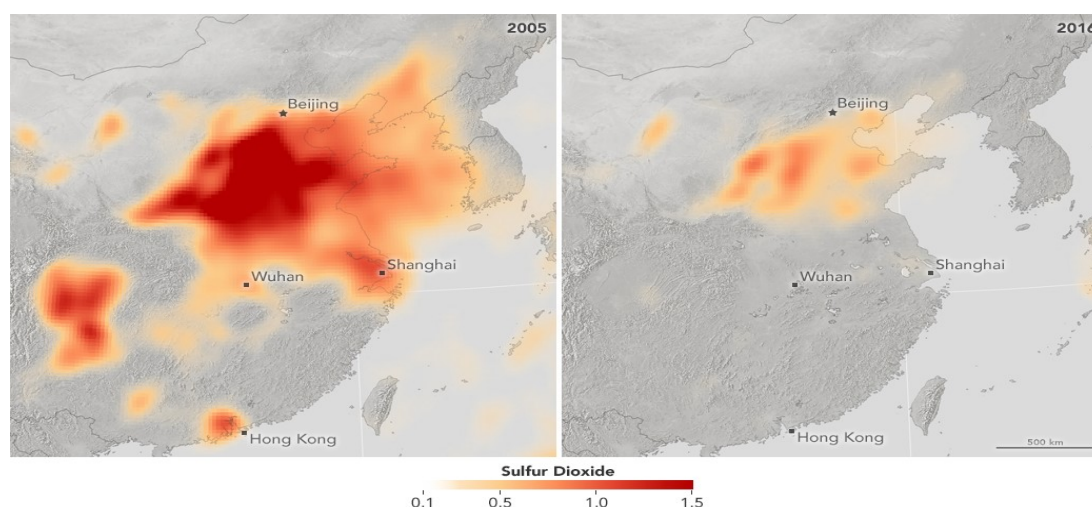 2005
Beijing
Wuhan
Shanghai
Hong Kong
2016
Beijing
Wuhan
Shanghai
Hong Kong
500 km
Sulfur Dioxide
0.1 0.5 1.0 1.5